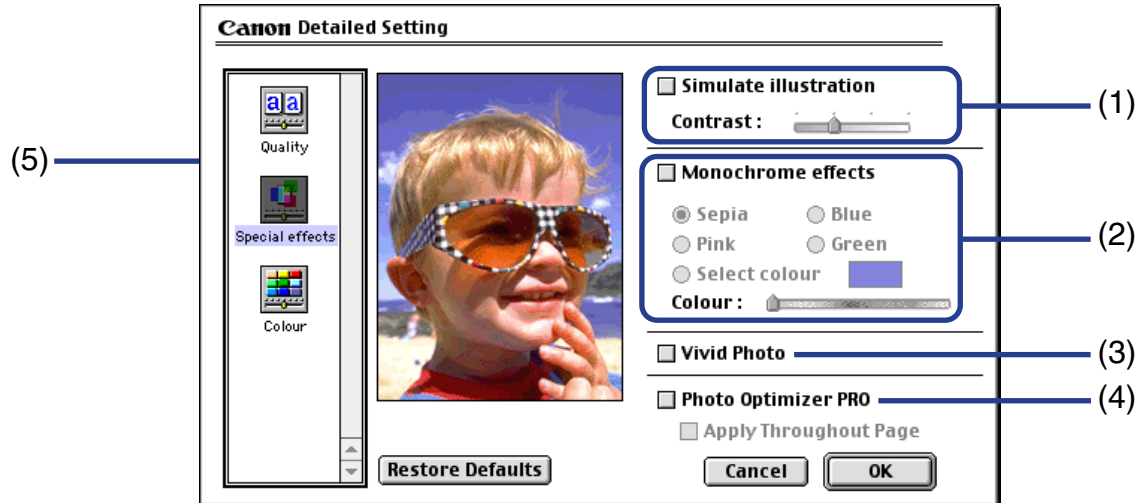 Canon Detailed Setting
Quality
Special effects
Colour
Simulate illustration
Contrast :
Monochrome effects
Sepia Blue
Pink Green
Select colour
Colour :
Vivid Photo
Photo Optimizer PRO
Apply Throughout Page
Restore Defaults
Cancel OK
(1)
(2)
(3)
(4)
(5)